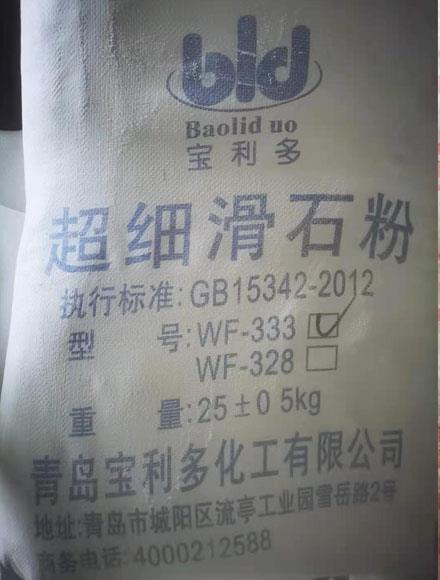 bld
Baolid uo
宝利多
超细滑石粉
执行标准:GB15342-2012
型 号:WF-333
WF-328
重 量:25±0 5kg
青岛宝利多化工有限公司
地址:青岛市城阳区流亭工业园雪岳路2号
商务电话:4000212588